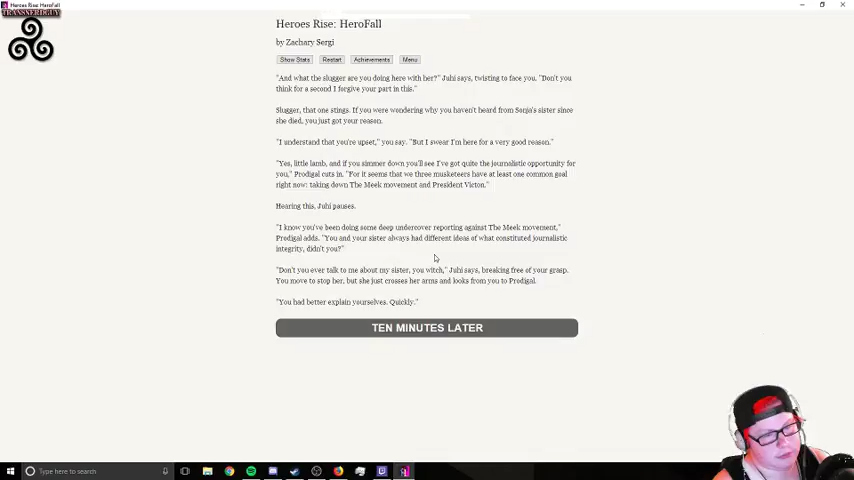 Heroes Rise: HeroFall
TRANSNERDGUY
Heroes Rise: HeroFall
by Zachary Sergi
Show Stats
Restart
Achievements
Menu
"And what the slugger are you doing here with her?" Juhi says, twisting to face you. "Don't you
think for a second I forgive your part in this."
Slugger, that one stings. If you were wondering why you haven't heard from Sonja's sister since
she died, you just got your reason.
"I understand that you're upset," you say. "But I swear I'm here for a very good reason."
"Yes, little lamb, and if you simmer down you'll see I've got quite the journalistic opportunity for
you," Prodigal cuts in. "For it seems that we three musketeers have at least one common goal
right now: taking down The Meek movement and President Victon."
Hearing this, Juhi pauses.
"I know you've been doing some deep undercover reporting against The Meek movement,"
Prodigal adds. "You and your sister always had different ideas of what constituted journalistic
integrity, didn't you?"
"Don't you ever talk to me about my sister, you witch," Juhi says, breaking free of your grasp.
You move to stop her, but she just crosses her arms and looks from you to Prodigal.
"You had better explain yourselves. Quickly."
TEN MINUTES LATER
Type here to search